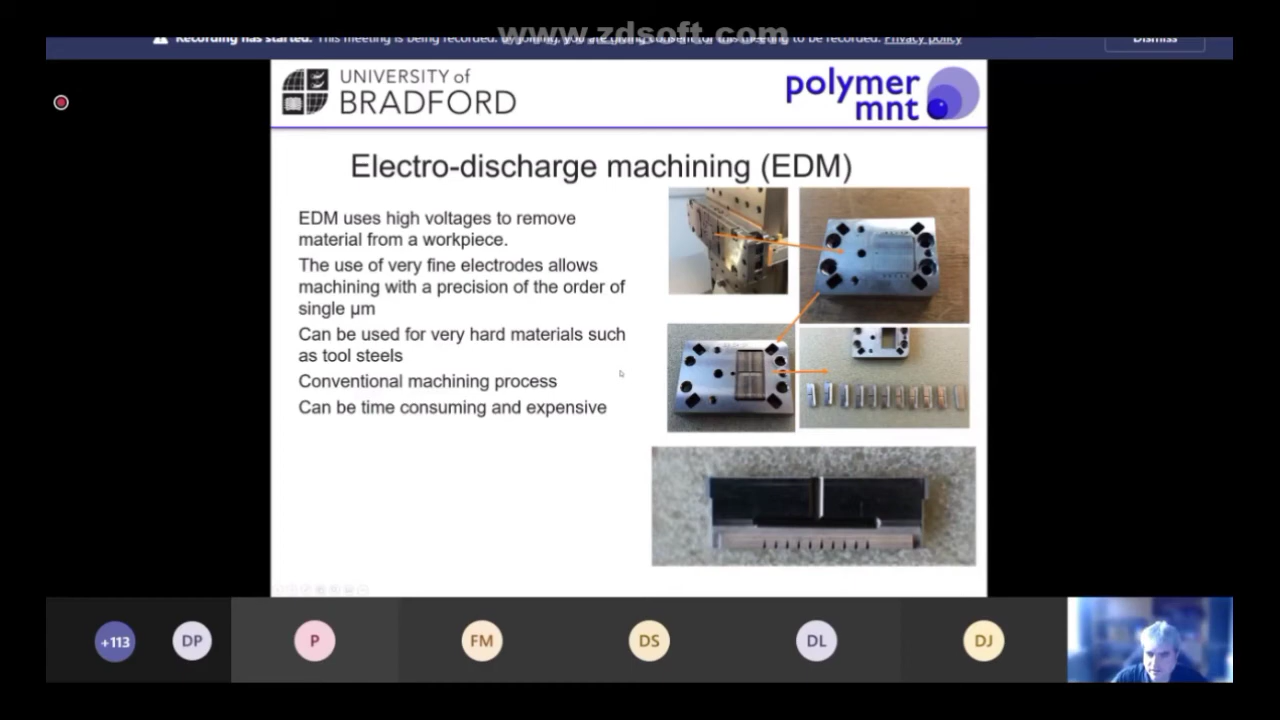 www.zdsoft.com
Recording has started. This meeting is being recorded. By joining, you are giving consent for this meeting to be recorded. Privacy policy
Dismiss
UNIVERSITY of
BRADFORD
polymer
mnt
Electro-discharge machining (EDM)
EDM uses high voltages to remove
material from a workpiece.
The use of very fine electrodes allows
machining with a precision of the order of
single µm
Can be used for very hard materials such
as tool steels
Conventional machining process
Can be time consuming and expensive
+113
DP
P
FM
DS
DL
DJ